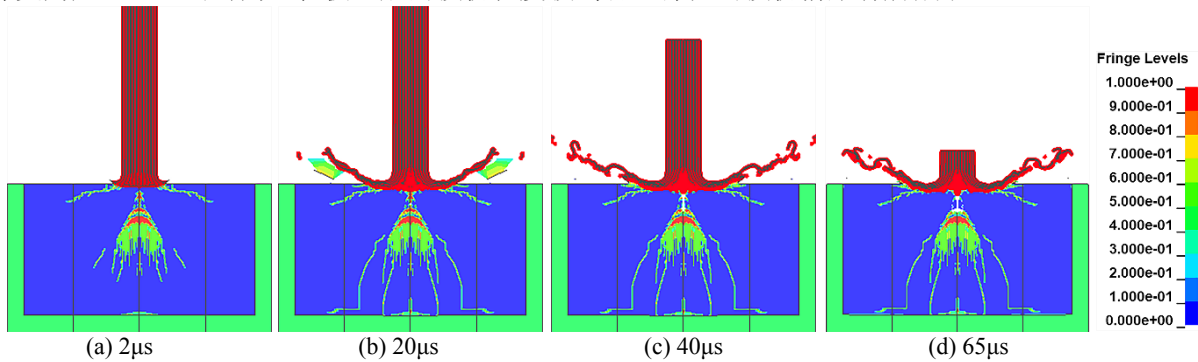 Fringe Levels
1.000e+00
9.000e-01
8.000e-01
7.000e-01
6.000e-01
5.000e-01
4.000e-01
3.000e-01
2.000e-01
1.000e-01
0.000e+00
(a) 2μs
(b) 20μs
(c) 40μs
(d) 65μs